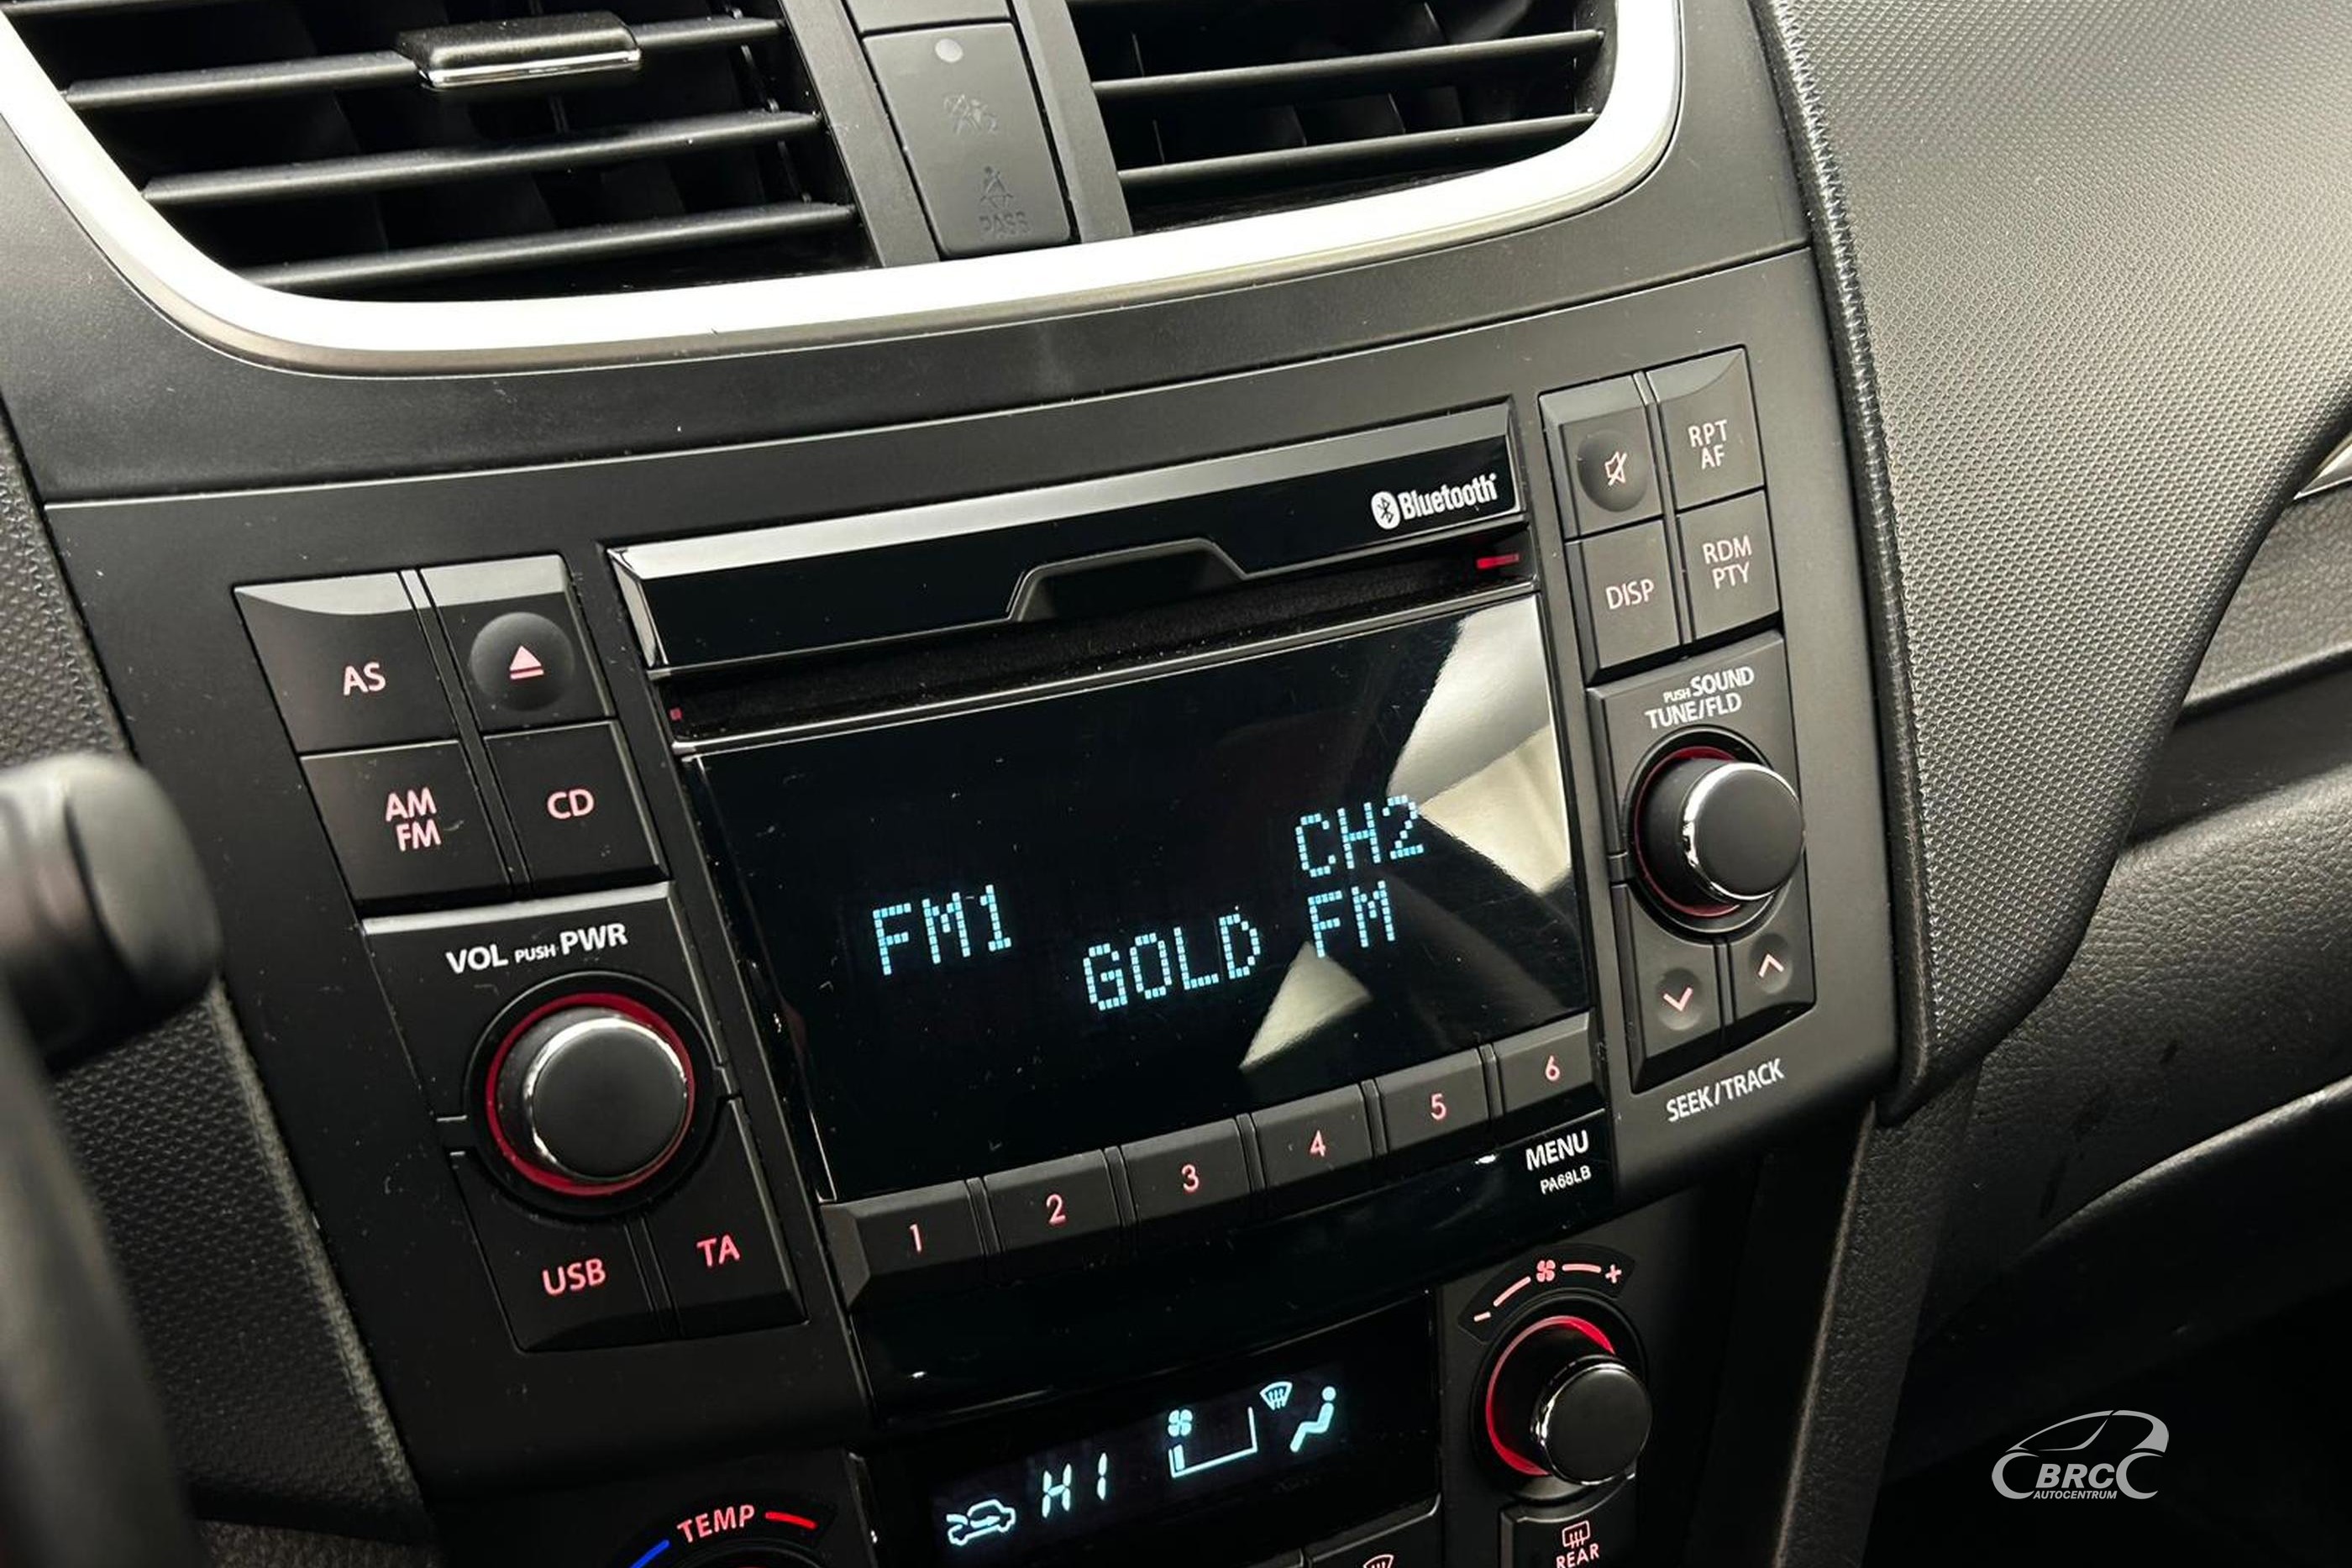 PASS
Bluetooth
RPT
AF
DISP
RDM
PTY
AS
AM
FM
CD
PUSH SOUND
TUNE/FLD
VOL PUSH PWR
CH2
FM1
GOLD FM
SEEK/TRACK
1 2 3 4 5 6
MENU
PA68LB
USB
TA
- +
HI
TEMP
REAR
BRC
AUTOCENTRUM